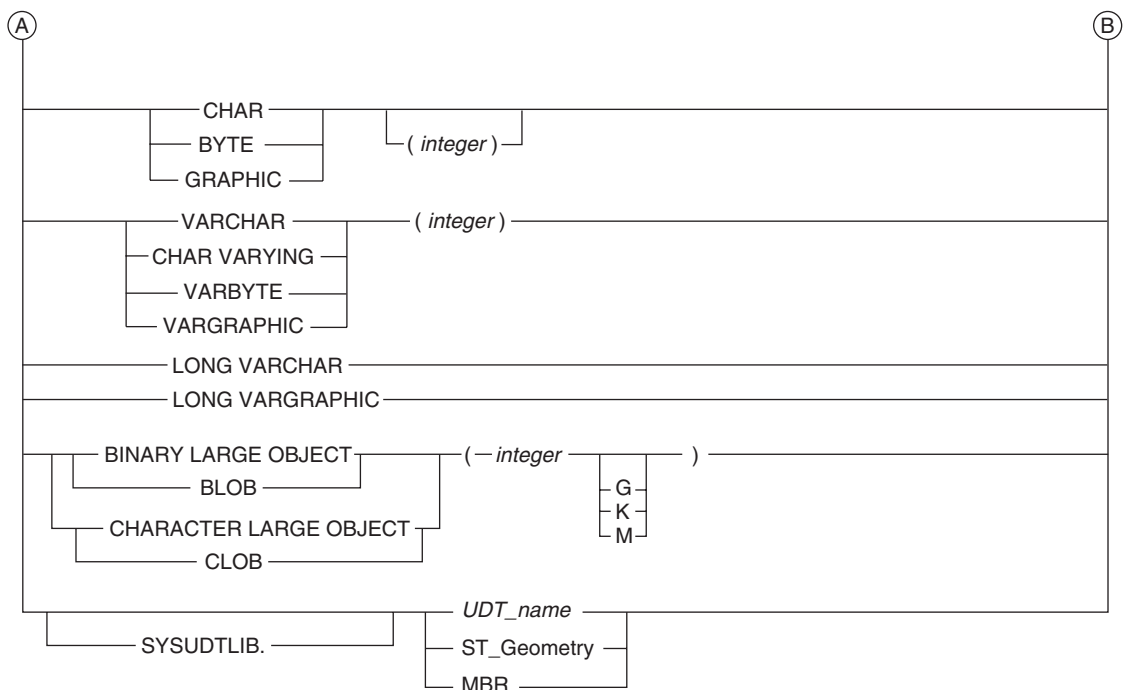 A B
CHAR
BYTE ( integer )
GRAPHIC
VARCHAR ( integer )
CHAR VARYING
VARBYTE
VARGRAPHIC
LONG VARCHAR
LONG VARGRAPHIC
BINARY LARGE OBJECT ( integer )
BLOB G
K
CHARACTER LARGE OBJECT M
CLOB
UDT_name
SYSUDTLIB. ST_Geometry
MBR